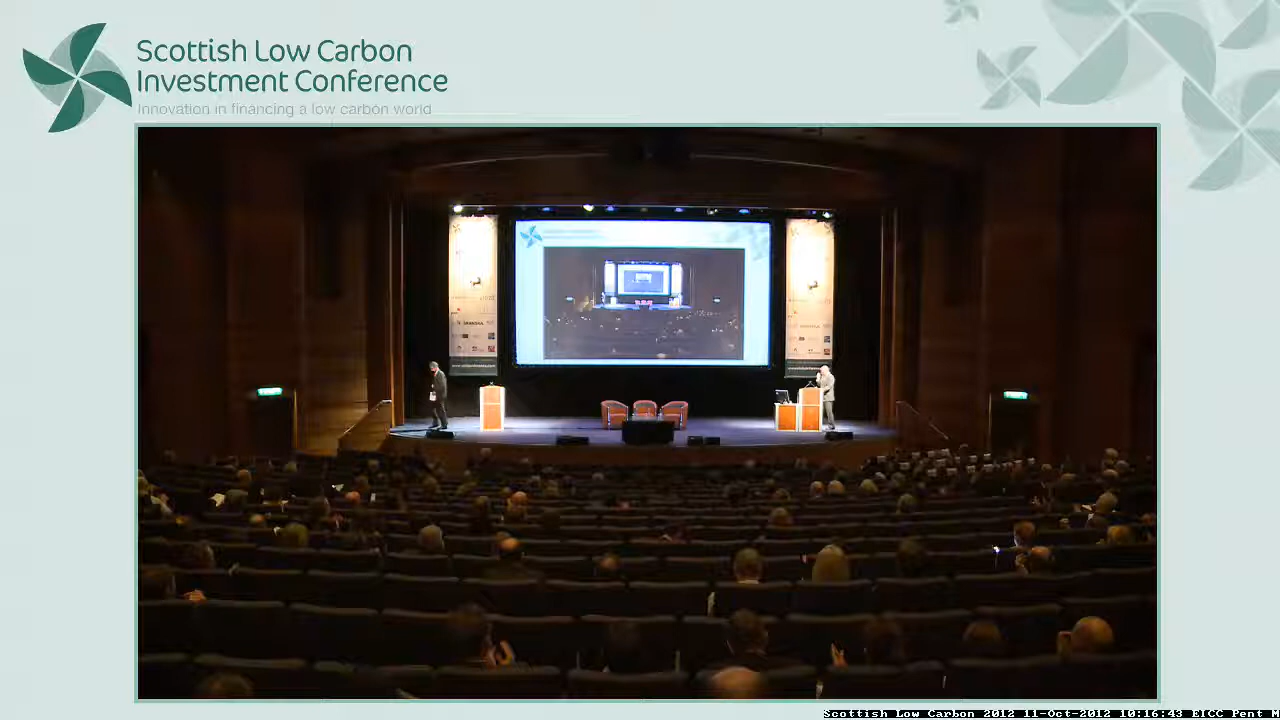 Scottish Low Carbon
Investment Conference
Innovation in financing a low carbon world
Scottish Low Carbon 2012 11-Oct-2012 10:16:43 EICC Pent M